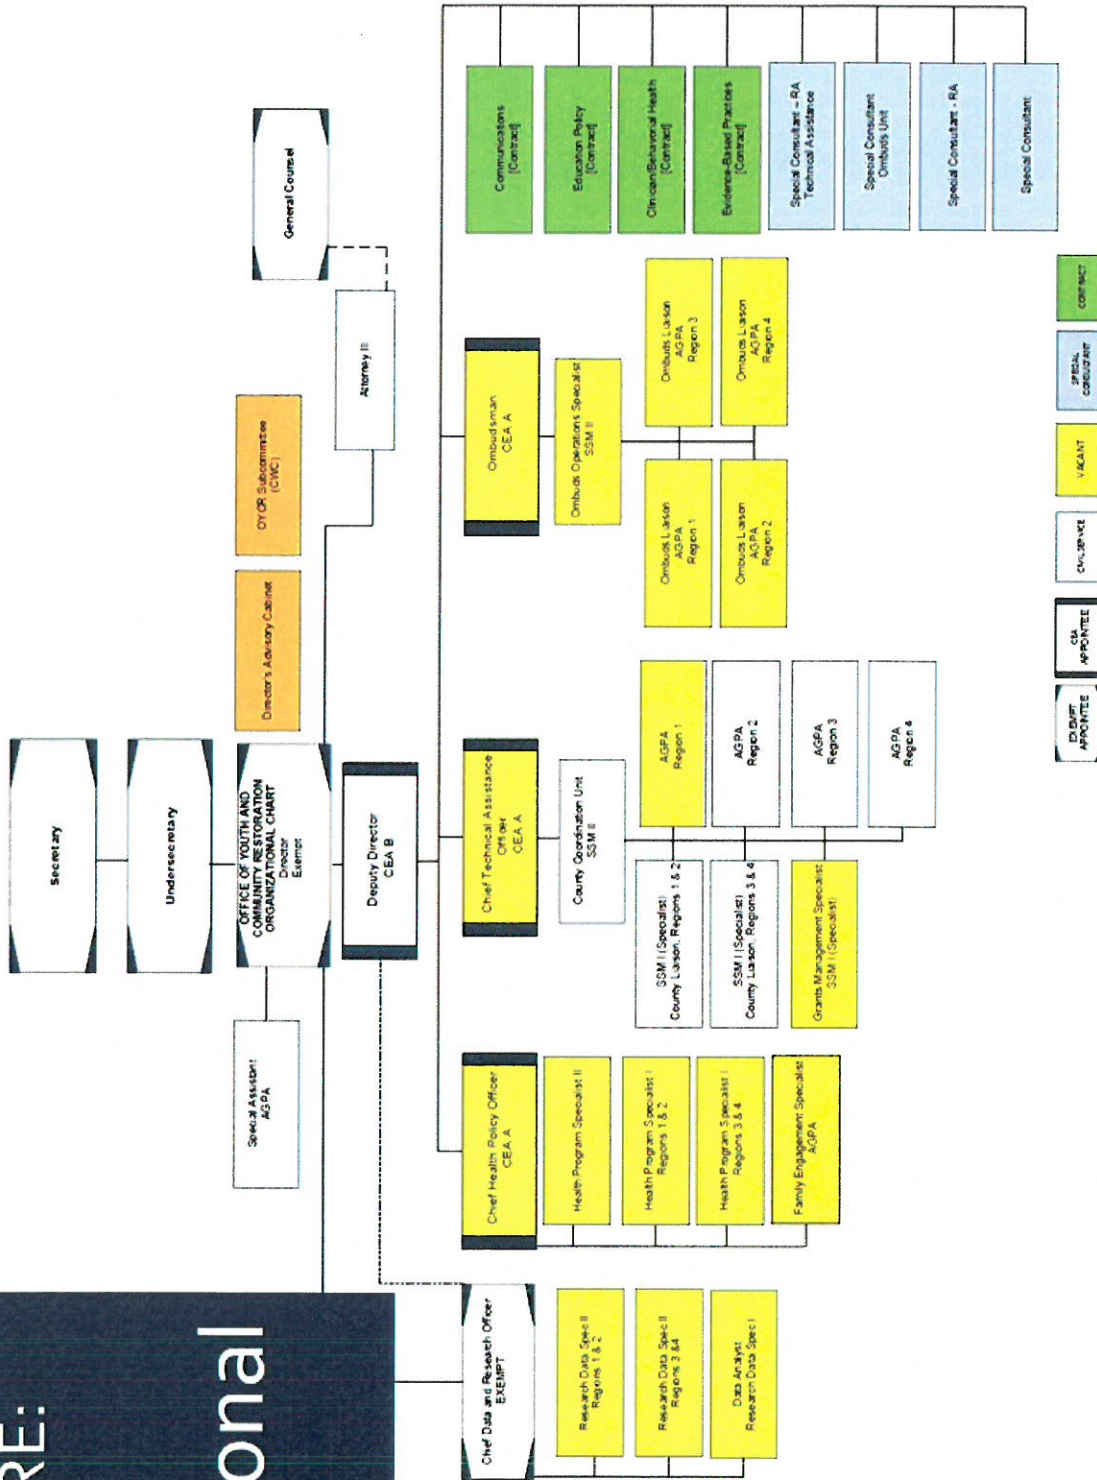 RE:
onal
Secretary
Undersecretary
OFFICE OF YOUTH AND
COMMUNITY RESTORATION
ORGANIZATIONAL CHART
Director
Exempt
Special Assistant
AGPA
Director's Advisory Cabinet
OYCR Subcommittee
(CWC)
General Counsel
Attorney III
Deputy Director
CEA B
Chief Data and Research Officer
EXEMPT
Research Data Spec II
Regions 1 & 2
Research Data Spec II
Regions 3 &4
Data Analyst
Research Data Spec I
Chief Health Policy Officer
CEA A
Health Program Specialist II
Health Program Specialist I
Regions 1 & 2
Health Program Specialist I
Regions 3 & 4
Family Engagement Specialist
AGPA
Chief Technical Assistance
Officer
CEA A
County Coordination Unit
SSM II
SSM I (Specialist)
County Liaison, Regions 1 & 2
SSM I (Specialist)
County Liaison, Regions 3 & 4
Grants Management Specialist
SSM I (Specialist)
AGPA
Region 1
AGPA
Region 2
AGPA
Region 3
AGPA
Region 4
Ombudsman
CEA A
Ombuds Operations Specialist
SSM II
Ombuds Liaison
AGPA
Region 1
Ombuds Liaison
AGPA
Region 3
Ombuds Liaison
AGPA
Region 2
Ombuds Liaison
AGPA
Region 4
Communications
[Contract]
Education Policy
[Contract]
Clinician/Behavorial Health
[Contract]
Evidence-Based Practices
[Contract]
Special Consultant – RA
Technical Assistance
Special Consultant
Ombuds Unit
Special Consultant - RA
Special Consultant
EXEMPT
APPOINTEE
CEA
APPOINTEE
CIVIL SERVICE
VACANT
SPECIAL
CONSULTANT
CONTRACT